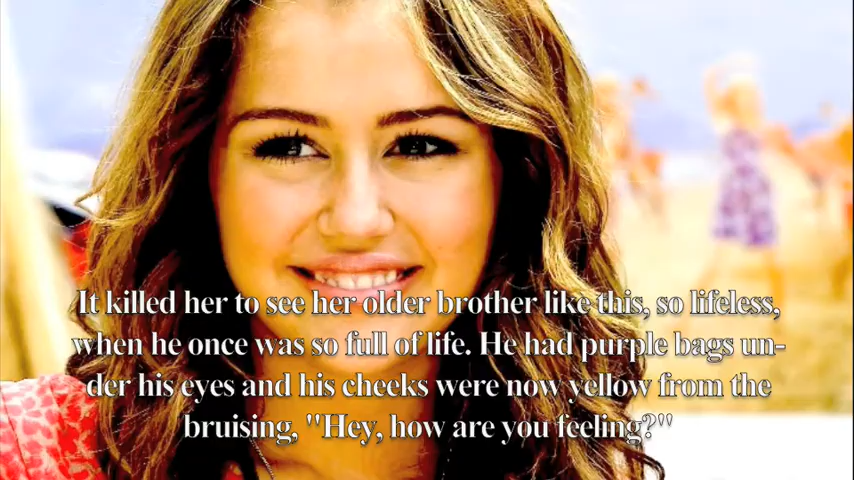 It killed her to see her older brother like this, so lifeless,
when he once was so full of life. He had purple bags un-
der his eyes and his cheeks were now yellow from the
bruising, "Hey, how are you feeling?"